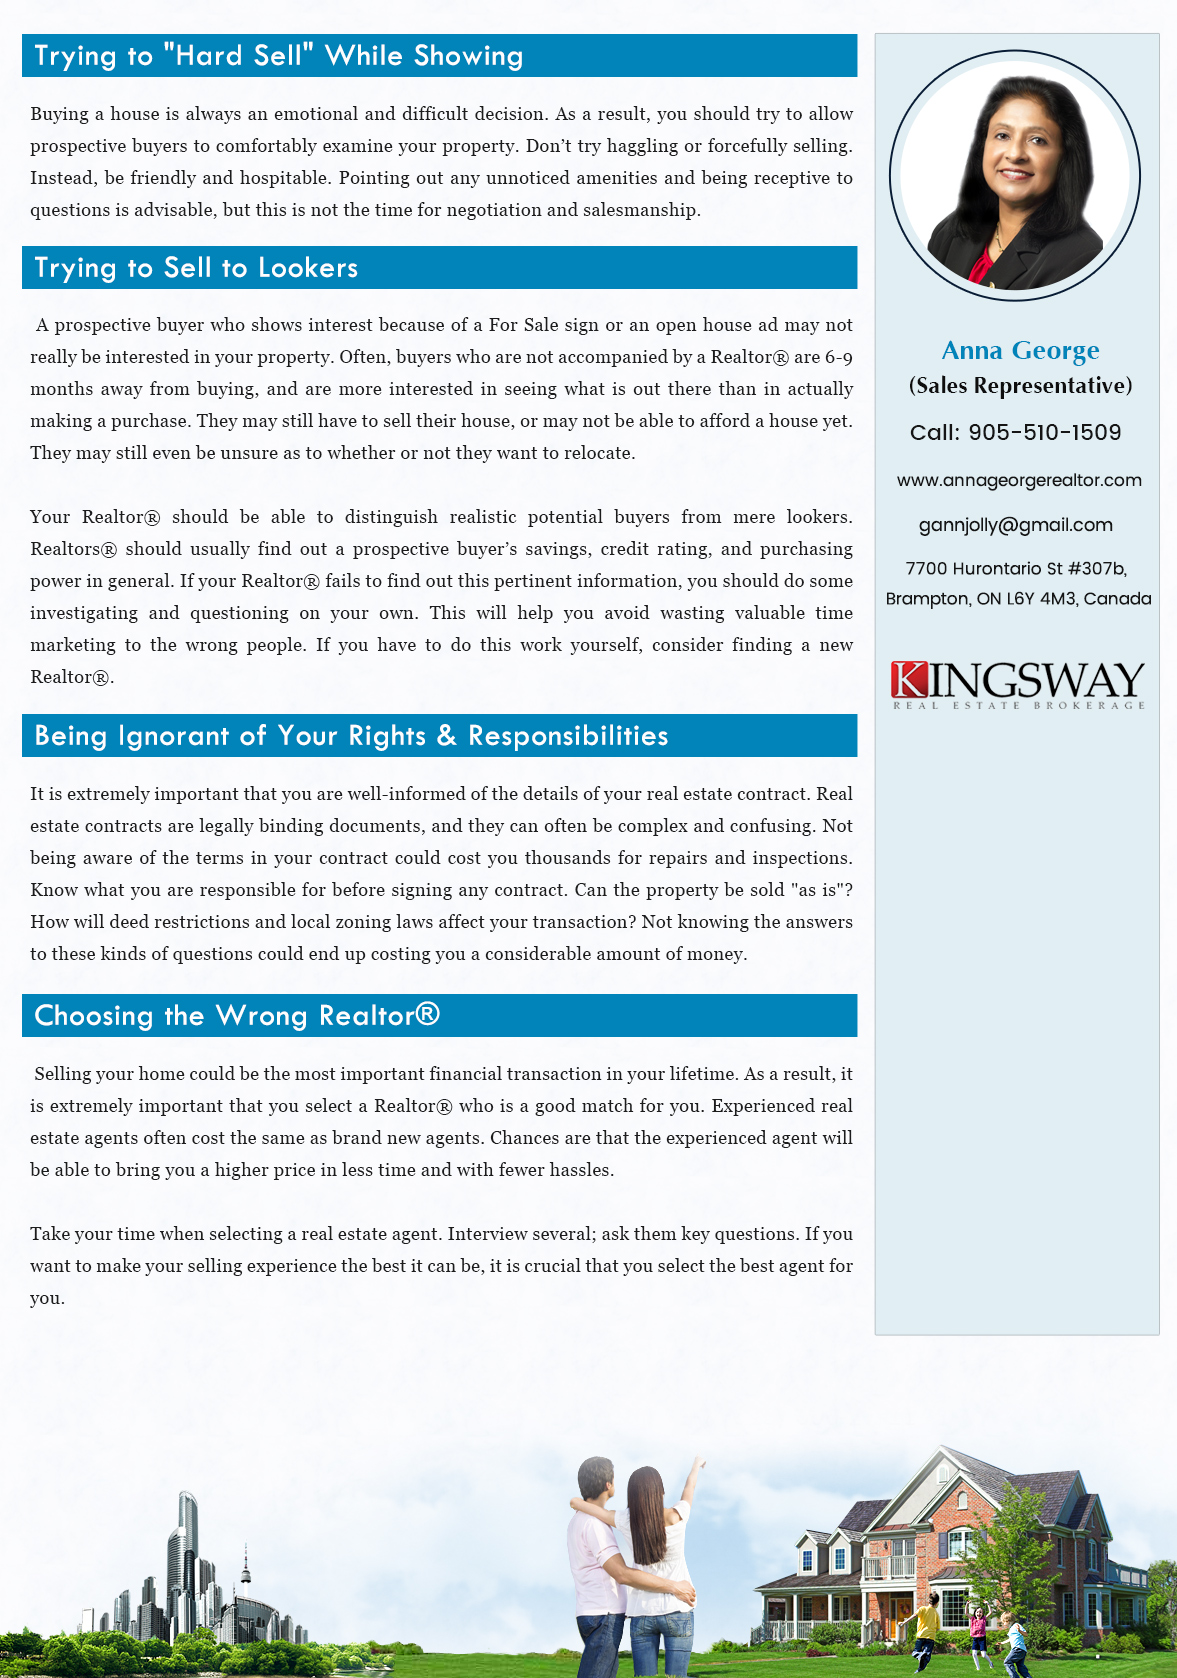 Trying to "Hard Sell" While Showing
Buying a house is always an emotional and difficult decision. As a result, you should try to allow
prospective buyers to comfortably examine your property. Don’t try haggling or forcefully selling.
Instead, be friendly and hospitable. Pointing out any unnoticed amenities and being receptive to
questions is advisable, but this is not the time for negotiation and salesmanship.
Trying to Sell to Lookers
A prospective buyer who shows interest because of a For Sale sign or an open house ad may not
really be interested in your property. Often, buyers who are not accompanied by a Realtor® are 6-9
months away from buying, and are more interested in seeing what is out there than in actually
making a purchase. They may still have to sell their house, or may not be able to afford a house yet.
They may still even be unsure as to whether or not they want to relocate.
Your Realtor® should be able to distinguish realistic potential buyers from mere lookers.
Realtors® should usually find out a prospective buyer’s savings, credit rating, and purchasing
power in general. If your Realtor® fails to find out this pertinent information, you should do some
investigating and questioning on your own. This will help you avoid wasting valuable time
marketing to the wrong people. If you have to do this work yourself, consider finding a new
Realtor®.
Being Ignorant of Your Rights & Responsibilities
It is extremely important that you are well-informed of the details of your real estate contract. Real
estate contracts are legally binding documents, and they can often be complex and confusing. Not
being aware of the terms in your contract could cost you thousands for repairs and inspections.
Know what you are responsible for before signing any contract. Can the property be sold "as is"?
How will deed restrictions and local zoning laws affect your transaction? Not knowing the answers
to these kinds of questions could end up costing you a considerable amount of money.
Choosing the Wrong Realtor®
Selling your home could be the most important financial transaction in your lifetime. As a result, it
is extremely important that you select a Realtor® who is a good match for you. Experienced real
estate agents often cost the same as brand new agents. Chances are that the experienced agent will
be able to bring you a higher price in less time and with fewer hassles.
Take your time when selecting a real estate agent. Interview several; ask them key questions. If you
want to make your selling experience the best it can be, it is crucial that you select the best agent for
you.
Anna George
(Sales Representative)
Call: 905-510-1509
www.annageorgerealtor.com
gannjolly@gmail.com
7700 Hurontario St #307b,
Brampton, ON L6Y 4M3, Canada
KINGSWAY
REAL ESTATE BROKERAGE